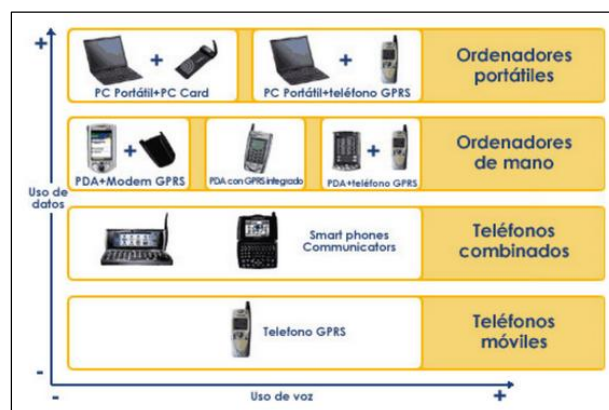 +
+
+
Ordenadores
portátiles
PC Portátil+PC Card
PC Portátil+teléfono GPRS
+
+
Ordenadores
de mano
PDA+Modem GPRS
PDA con GPRS integrado
PDA+teléfono GPRS
Uso de
datos
Smart phones
Communicators
Teléfonos
combinados
Telefono GPRS
Teléfonos
móviles
-
-
Uso de voz
+